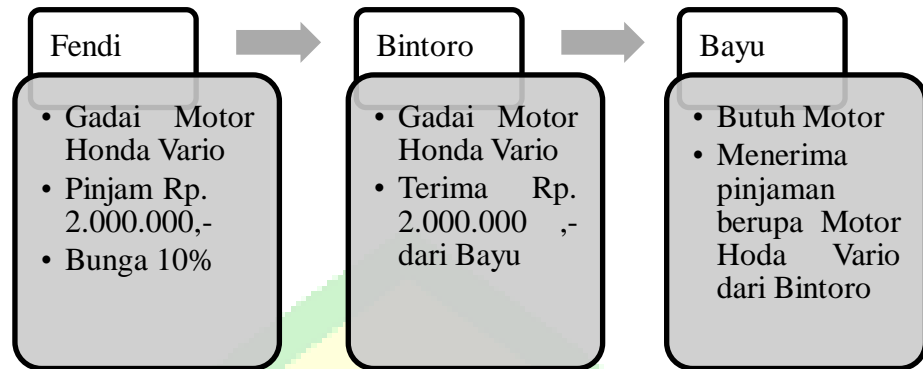 Fendi
• Gadai Motor
Honda Vario
• Pinjam Rp.
2.000.000,-
• Bunga 10%
Bintoro
• Gadai Motor
Honda Vario
• Terima Rp.
2.000.000 ,-
dari Bayu
Bayu
• Butuh Motor
• Menerima
pinjaman
berupa Motor
Hoda Vario
dari Bintoro